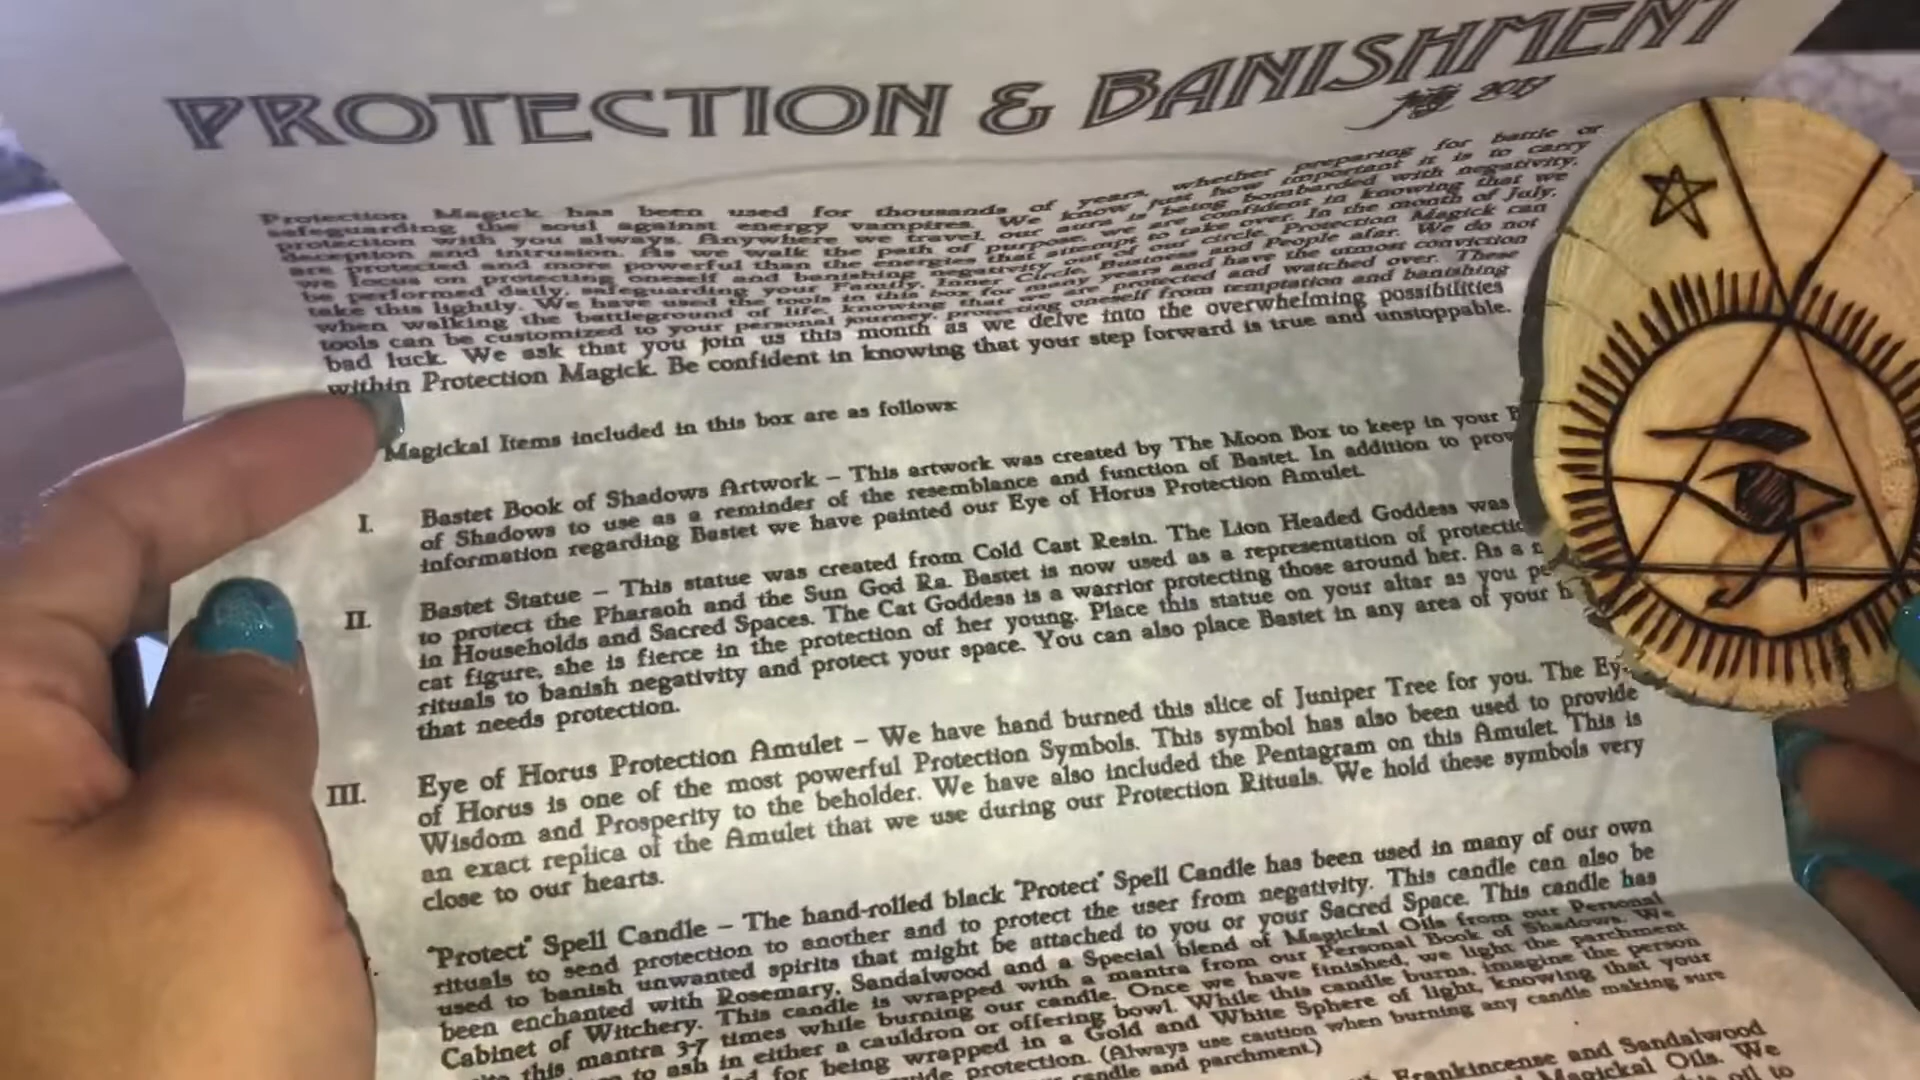 PROTECTION & BANISHMENT
July 2017
Protection Magick has been used for thousands of years, whether preparing for battle or
safeguarding the soul against energy vampires. We know just how important it is to carry
protection with you always. Anywhere we travel, our aura is being bombarded with negativity,
deception and intrusion. As we walk the path of purpose, we are confident in knowing that we
are protected and more powerful than the energies that attempt to take over. In the month of July,
we focus on protecting oneself and banishing negativity out of our circle. Protection Magick can
be performed daily, safeguarding your Family, Inner Circle, Business and People afar. We do not
take this lightly. We have used the tools in this box for many years and have the utmost conviction
when walking the battleground of life, knowing that we are protected and watched over. These
tools can be customized to your personal journey, protecting oneself from temptation and banishing
bad luck. We ask that you join us this month as we delve into the overwhelming possibilities
within Protection Magick. Be confident in knowing that your step forward is true and unstoppable.
Magickal Items included in this box are as follows:
I. Bastet Book of Shadows Artwork – This artwork was created by The Moon Box to keep in your
of Shadows to use as a reminder of the resemblance and function of Bastet. In addition to
information regarding Bastet we have painted our Eye of Horus Protection Amulet.
II. Bastet Statue – This statue was created from Cold Cast Resin. The Lion Headed Goddess was
to protect the Pharaoh and the Sun God Ra. Bastet is now used as a representation of
in Households and Sacred Spaces. The Cat Goddess is a warrior protecting those around her. As a
cat figure, she is fierce in the protection of her young. Place this statue on your altar as you
rituals to banish negativity and protect your space. You can also place Bastet in any area of your
that needs protection.
III. Eye of Horus Protection Amulet – We have hand burned this slice of Juniper Tree for you. The
of Horus is one of the most powerful Protection Symbols. This symbol has also been used to provide
Wisdom and Prosperity to the beholder. We have also included the Pentagram on this Amulet. This is
an exact replica of the Amulet that we use during our Protection Rituals. We hold these symbols very
close to our hearts.
"Protect" Spell Candle – The hand-rolled black "Protect" Spell Candle has been used in many of our own
rituals to send protection to another and to protect the user from negativity. This candle can also be
used to banish unwanted spirits that might be attached to you or your Sacred Space. This candle has
been enchanted with Rosemary, Sandalwood and a Special blend of Magickal Oils from our Personal
Cabinet of Witchery. This candle is wrapped with a mantra from our Personal Book of Shadows. We
this mantra 3-7 times while burning our candle. Once we have finished, we light the parchment
to ash in either a cauldron or offering bowl. While this candle burns, imagine the person
for being wrapped in a Gold and White Sphere of light, knowing that your
protection. (Always use caution when burning any candle making sure
candle and parchment.)
Frankincense and Sandalwood
Magickal Oils. We
oil to